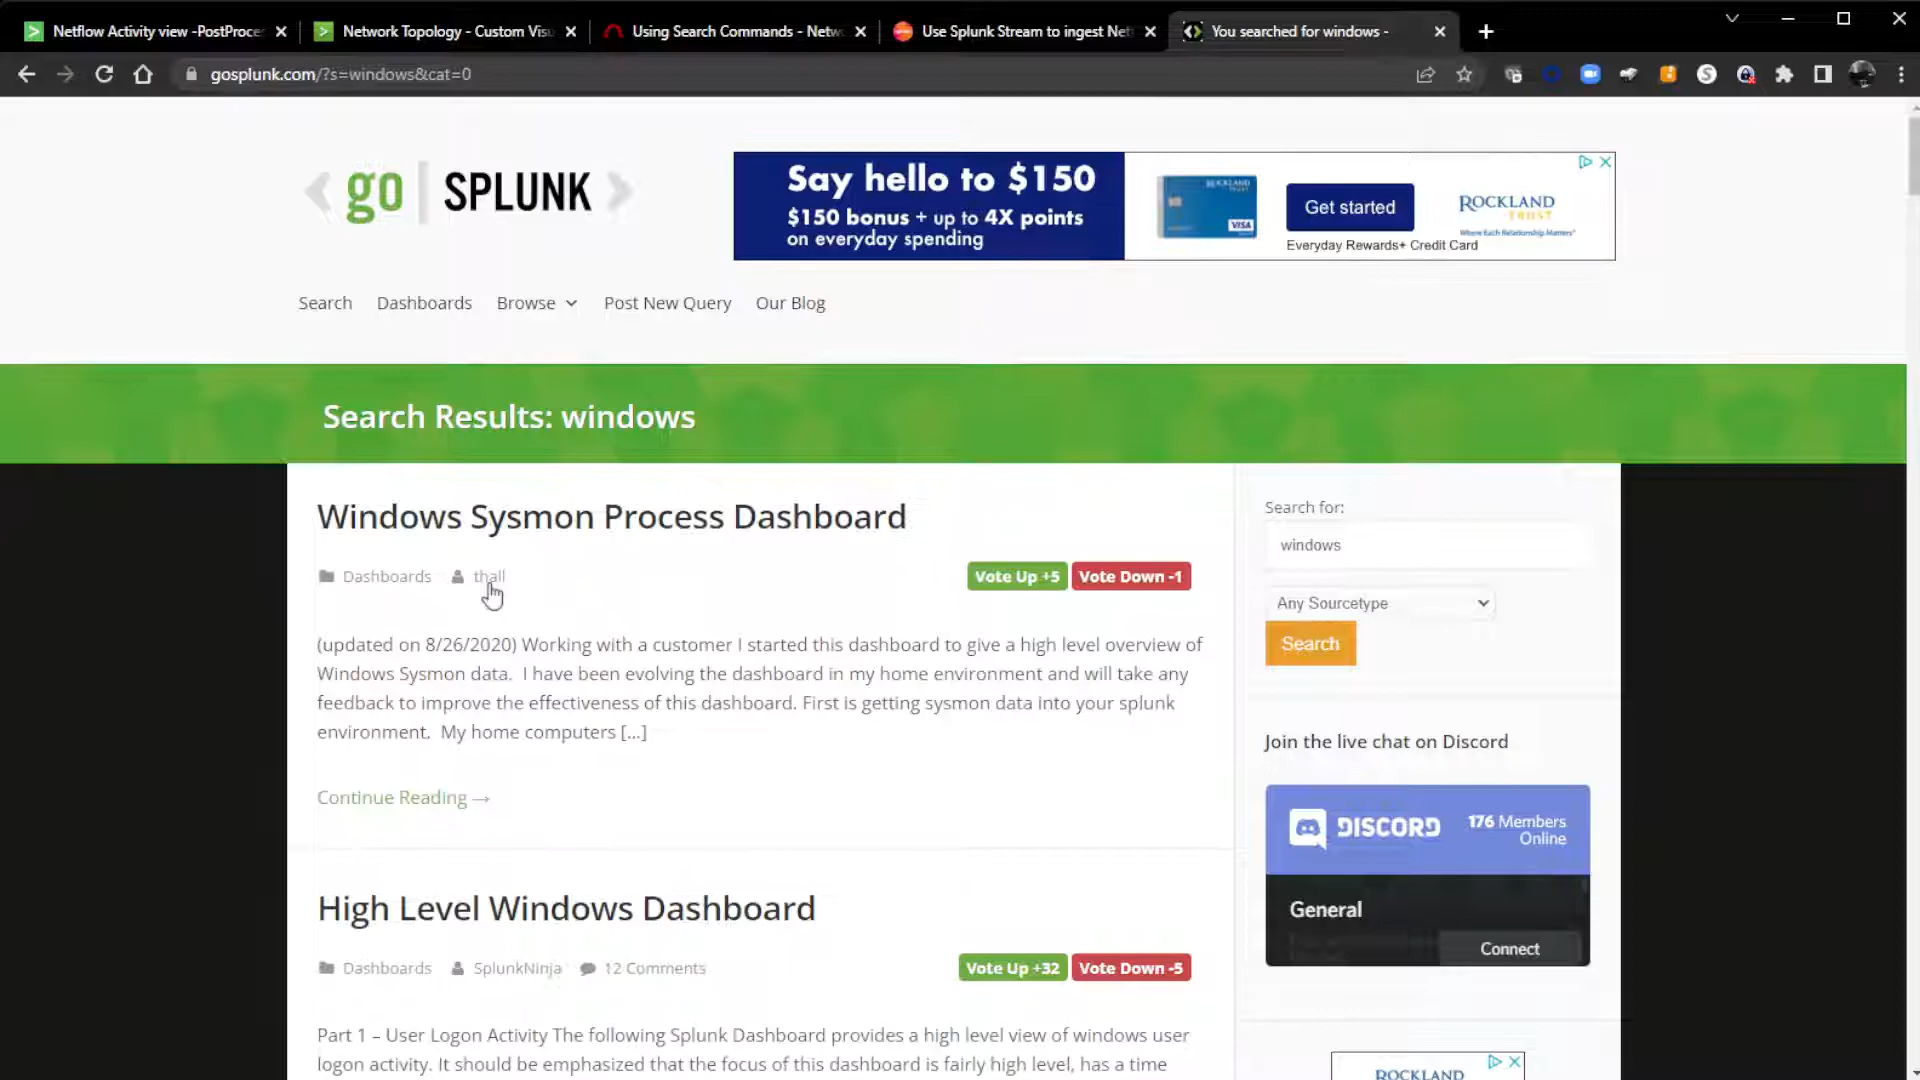 Netflow Activity view -PostProce
Network Topology - Custom Visu
Using Search Commands - Netw
Use Splunk Stream to ingest Net
You searched for windows -
gosplunk.com/?s=windows&cat=0
go SPLUNK
Say hello to $150
$150 bonus + up to 4X points
on everyday spending
ROCKLAND
VISA
Get started
Everyday Rewards+ Credit Card
ROCKLAND
TRUST
Where Each Relationship Matters®
Search Dashboards Browse Post New Query Our Blog
Search Results: windows
Windows Sysmon Process Dashboard
Dashboards thall
Vote Up +5 Vote Down -1
(updated on 8/26/2020) Working with a customer I started this dashboard to give a high level overview of
Windows Sysmon data. I have been evolving the dashboard in my home environment and will take any
feedback to improve the effectiveness of this dashboard. First is getting sysmon data into your splunk
environment. My home computers [...]
Continue Reading →
High Level Windows Dashboard
Dashboards SplunkNinja 12 Comments
Vote Up +32 Vote Down -5
Part 1 – User Logon Activity The following Splunk Dashboard provides a high level view of windows user
logon activity. It should be emphasized that the focus of this dashboard is fairly high level, has a time
Search for:
windows
Any Sourcetype
Search
Join the live chat on Discord
DISCORD
176 Members
Online
General
Connect
ROCKLAND